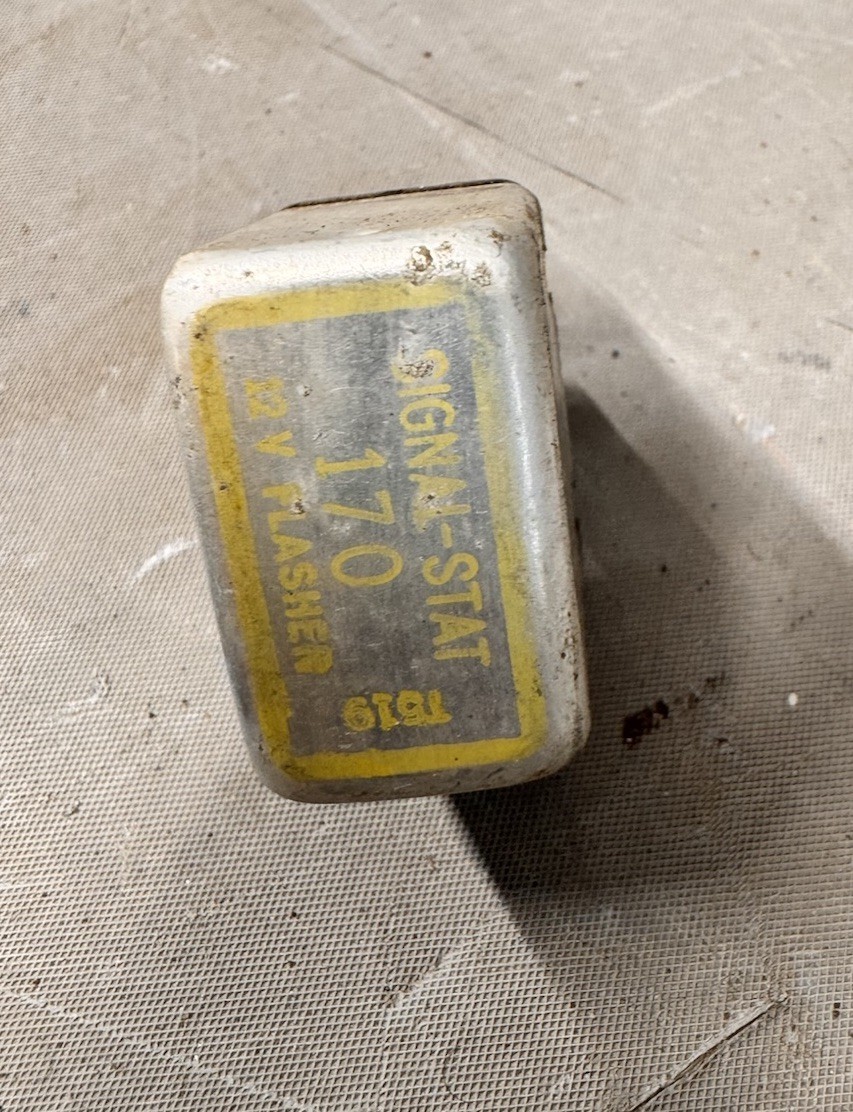 SIGNAL-STAT
170
12 V FLASHER
1519